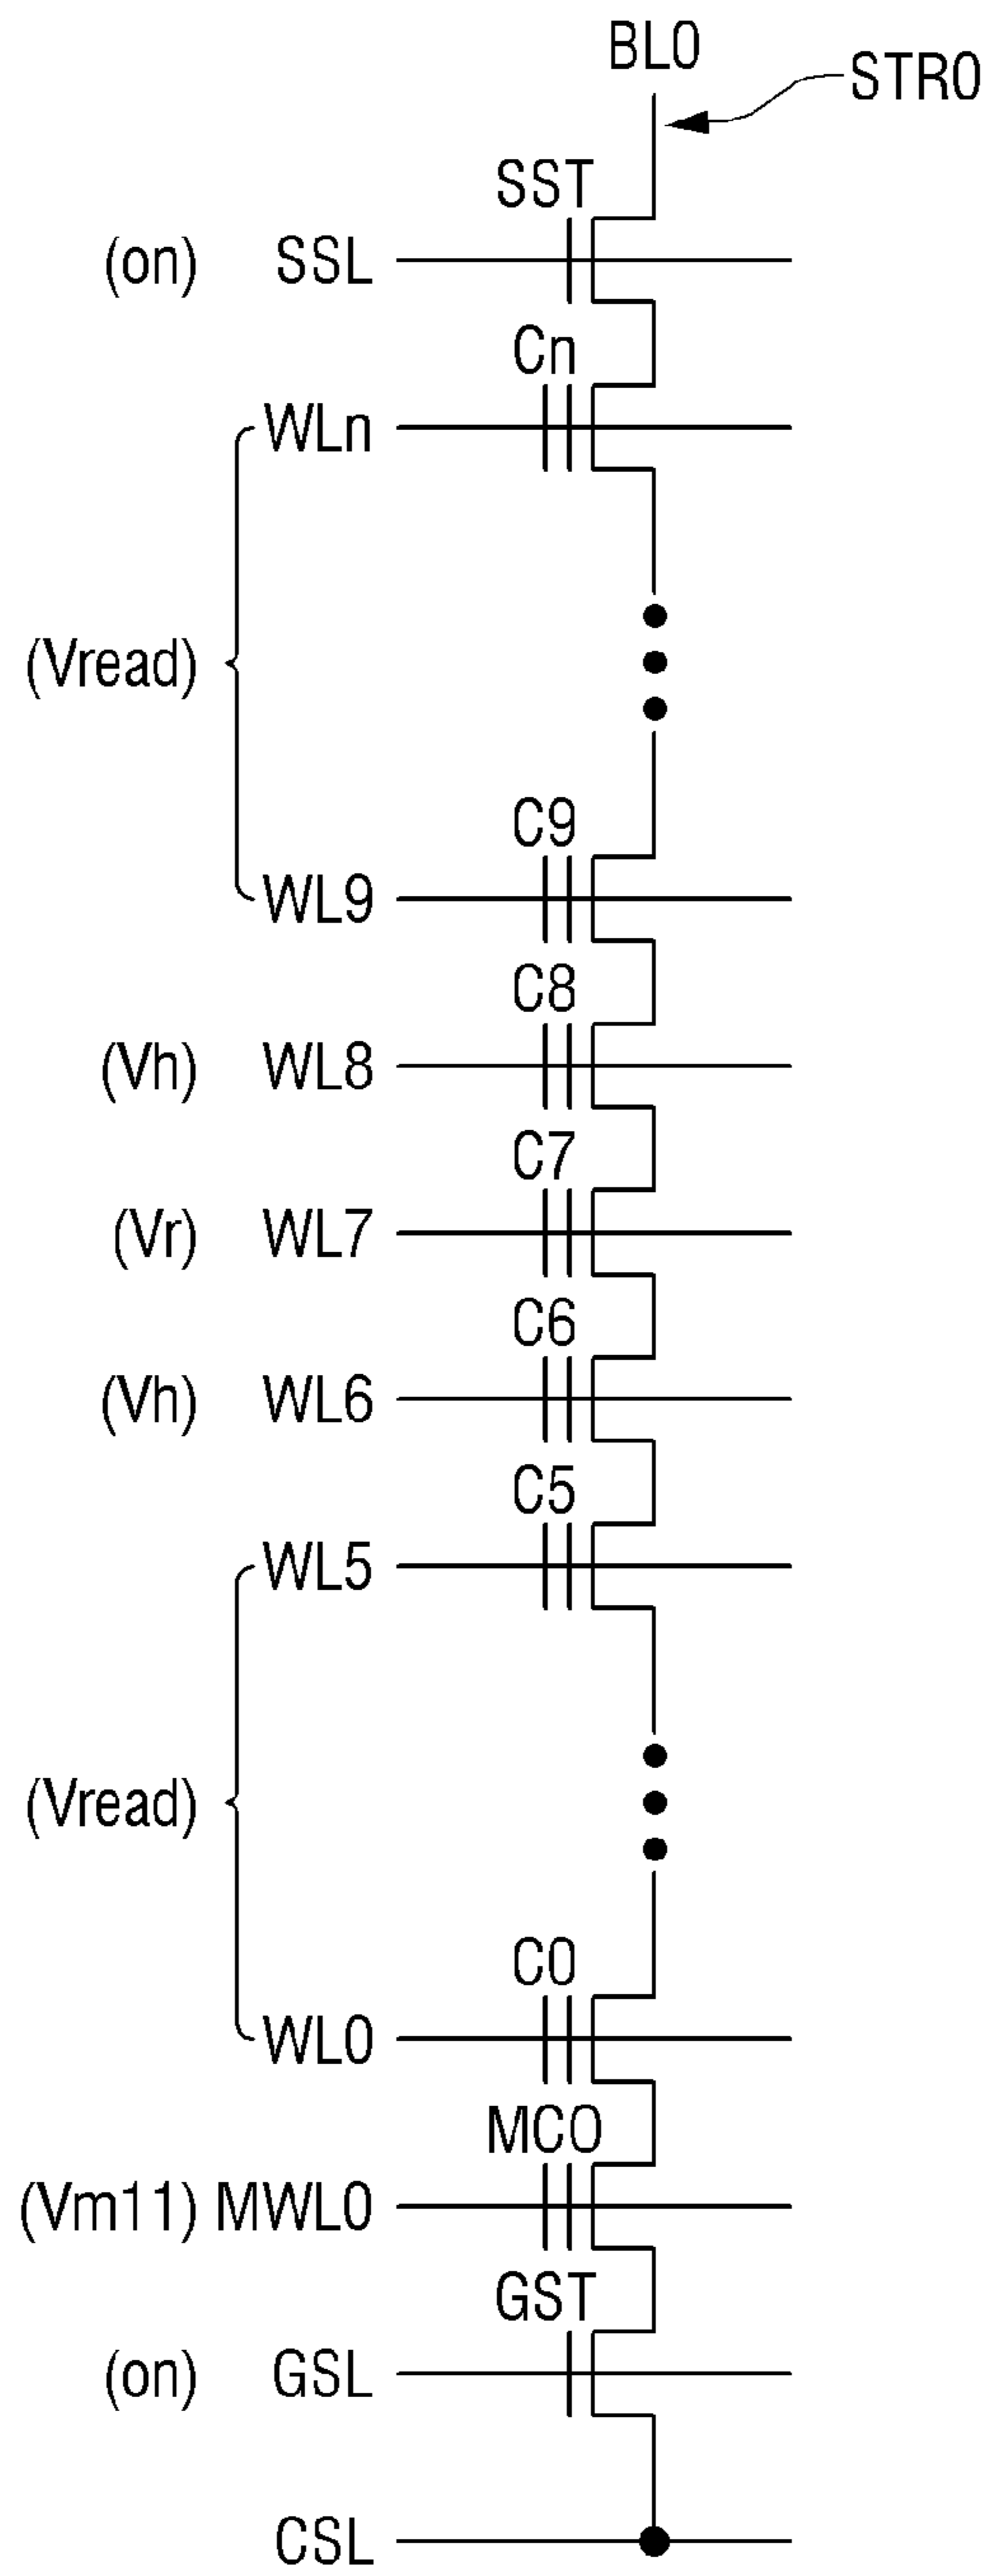 BL0
STR0
SST
(on) SSL
Cn
WLn
(Vread)
C9
WL9
C8
(Vh) WL8
C7
(Vr) WL7
C6
(Vh) WL6
C5
WL5
(Vread)
C0
WL0
MC0
(Vm11) MWL0
GST
(on) GSL
CSL